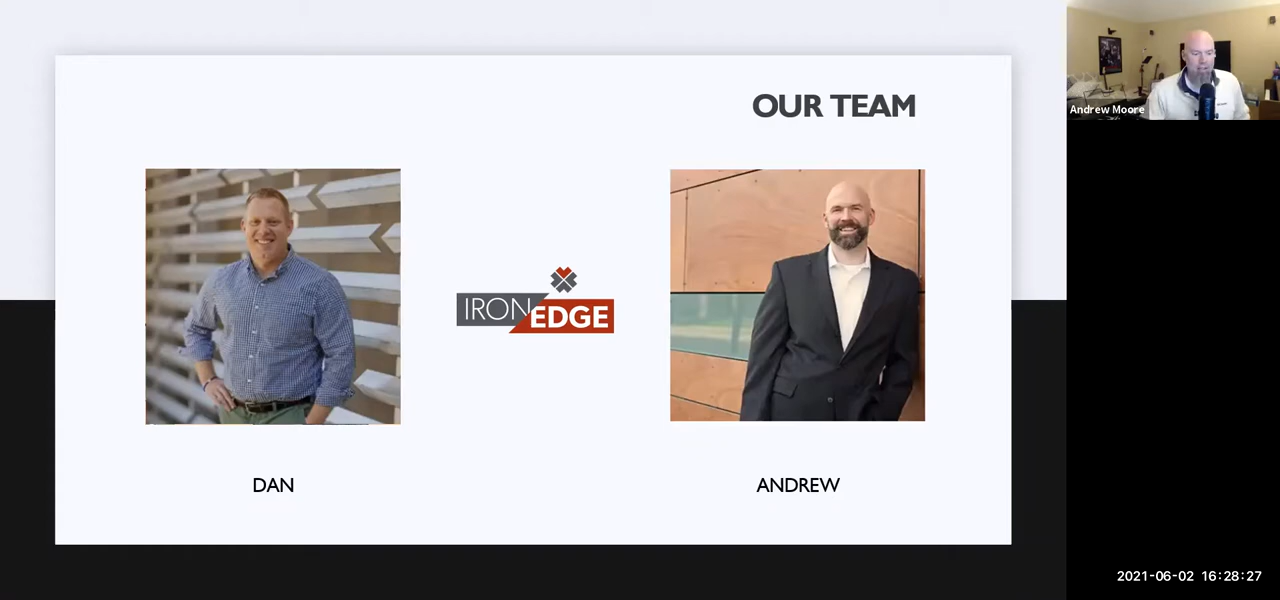 OUR TEAM
Andrew Moore
IRON
EDGE
DAN
ANDREW
2021-06-02 16:28:27